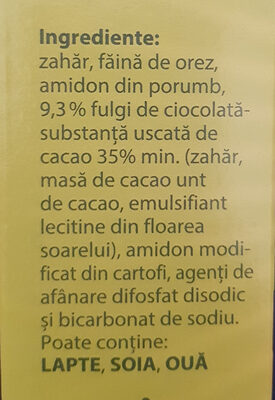 Ingrediente:
zahăr, făină de orez,
amidon din porumb,
9,3 % fulgi de ciocolată-
substanță uscată de
cacao 35% min. (zahăr,
masă de cacao unt
de cacao, emulsifiant
lecitine din floarea
soarelui), amidon modi-
ficat din cartofi, agenți de
afânare difosfat disodic
și bicarbonat de sodiu.
Poate conține:
LAPTE, SOIA, OUĂ